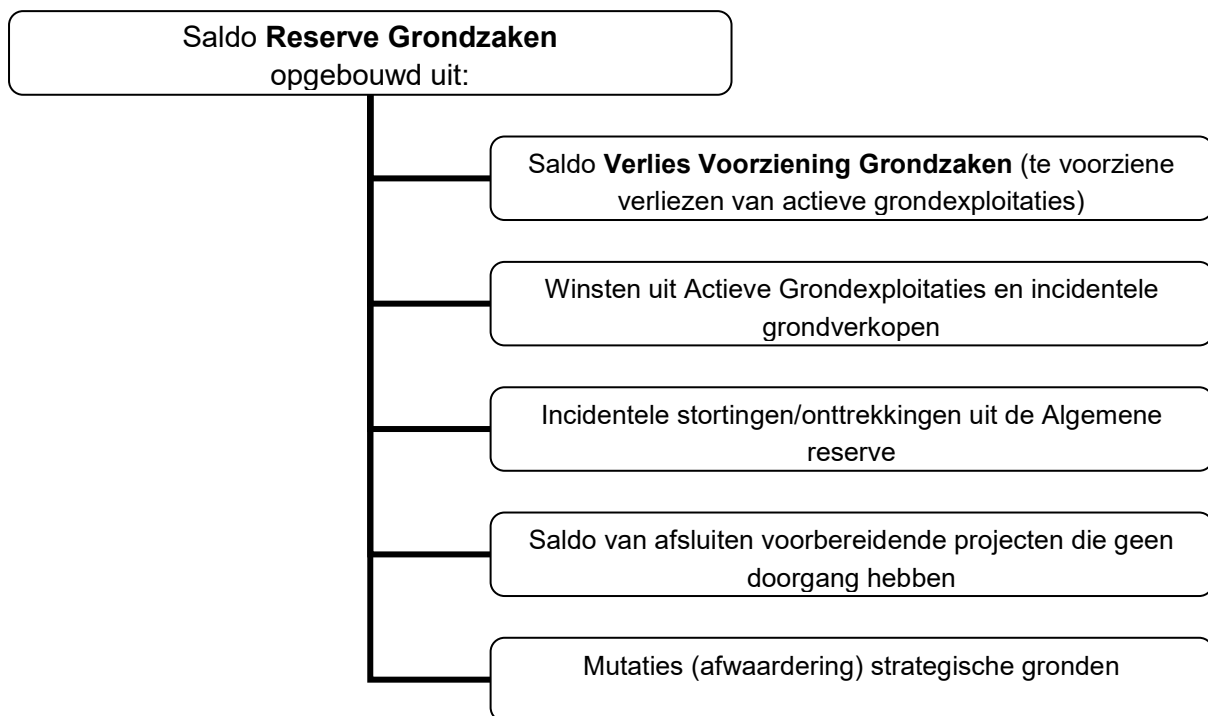 Saldo Reserve Grondzaken
opgebouwd uit:
Saldo Verlies Voorziening Grondzaken (te voorziene
verliezen van actieve grondexploitaties)
Winsten uit Actieve Grondexploitaties en incidentele
grondverkopen
Incidentele stortingen/onttrekkingen uit de Algemene
reserve
Saldo van afsluiten voorbereidende projecten die geen
doorgang hebben
Mutaties (afwaardering) strategische gronden